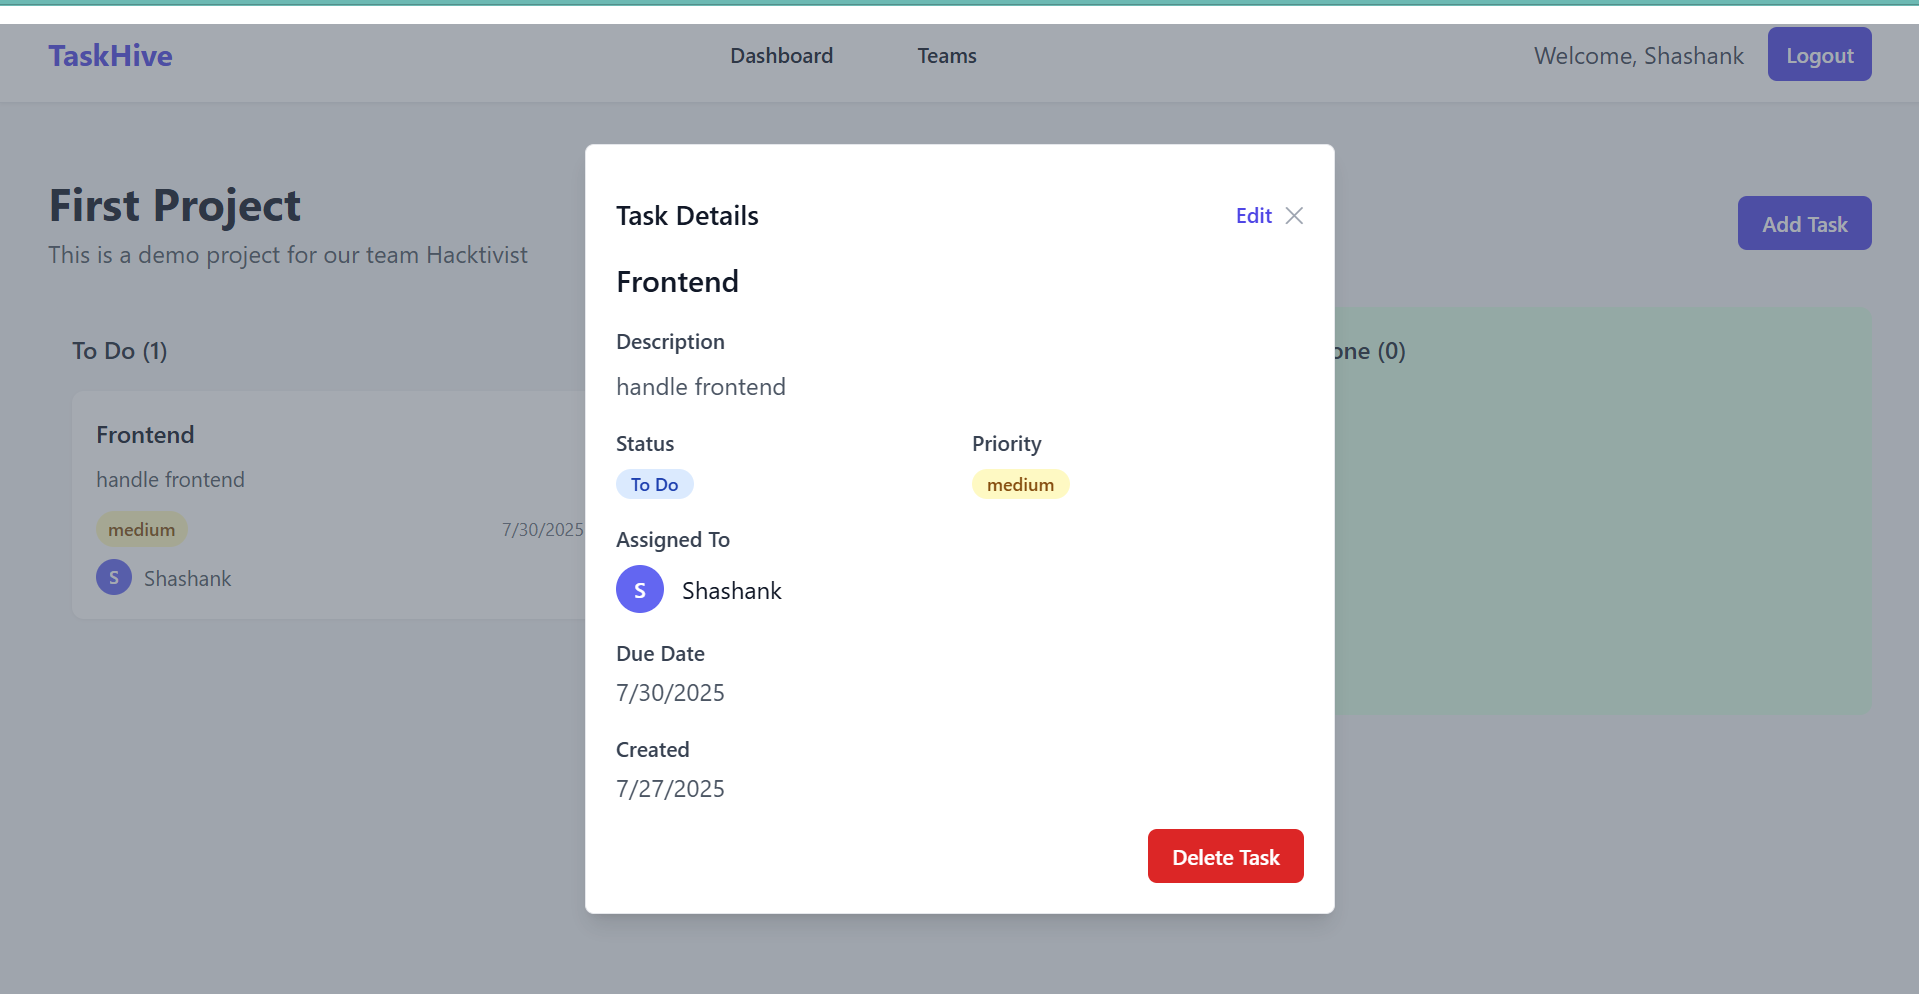 TaskHive
Dashboard
Teams
Welcome, Shashank
Logout
First Project
This is a demo project for our team Hacktivist
Add Task
To Do (1)
Frontend
handle frontend
medium
7/30/2025
S
Shashank
one (0)
Task Details
Edit
Frontend
Description
handle frontend
Status
Priority
To Do
medium
Assigned To
S
Shashank
Due Date
7/30/2025
Created
7/27/2025
Delete Task